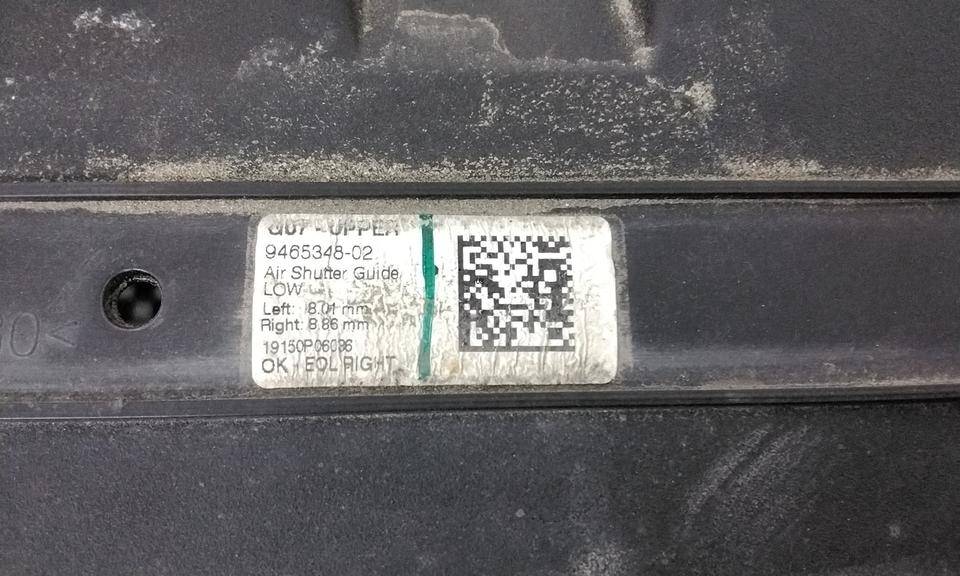 G07 - UPPER
9465348-02
Air Shutter Guide
LOW
Left: 8.01 mm
Right: 8.86 mm
OK - EOL RIGHT